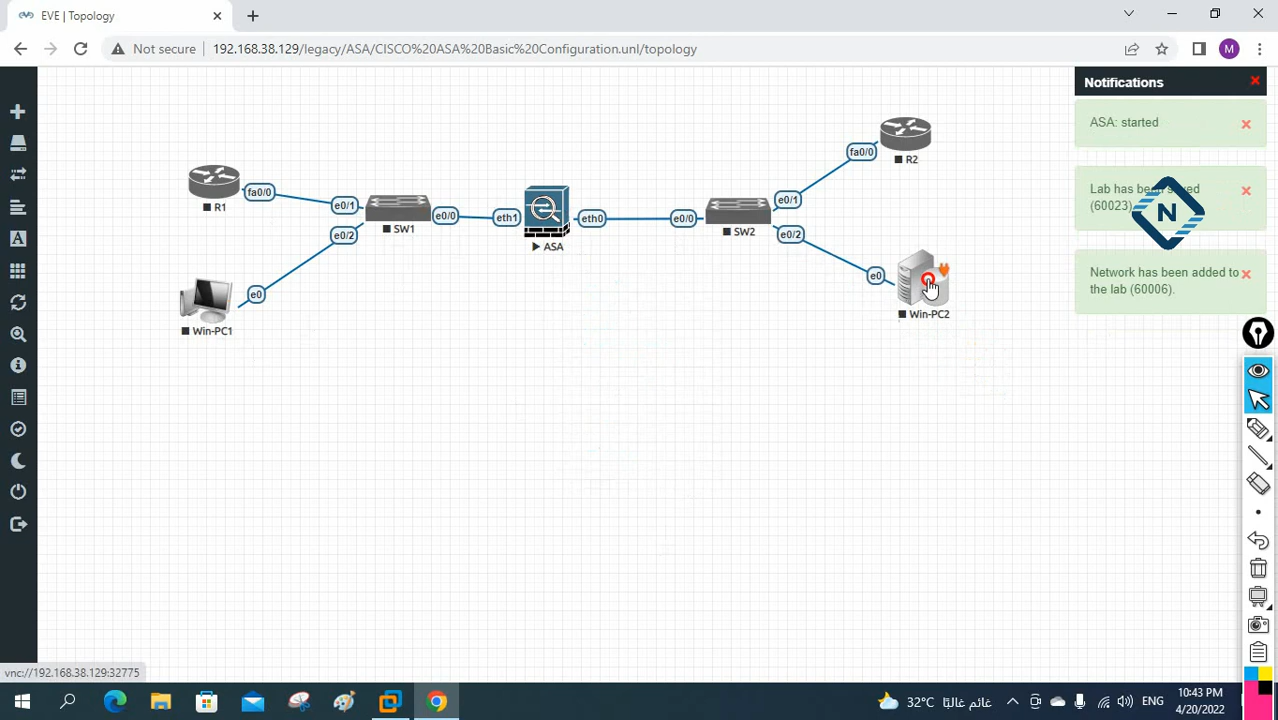 EVE | Topology
Not secure
192.168.38.129/legacy/ASA/CISCO%20ASA%20Basic%20Configuration.unl/topology
M
Notifications
ASA: started
Lab has been saved
(60023).
Network has been added to
the lab (60006).
N
R2
fa0/0
R1
fa0/0
e0/1
SW1
e0/0
eth1
eth0
e0/0
e0/1
SW2
e0/2
e0/2
ASA
e0
e0
Win-PC2
Win-PC1
A
vnc://192.168.38.129:32775
32°C غائم غالبًا
ENG
10:43 PM
4/20/2022